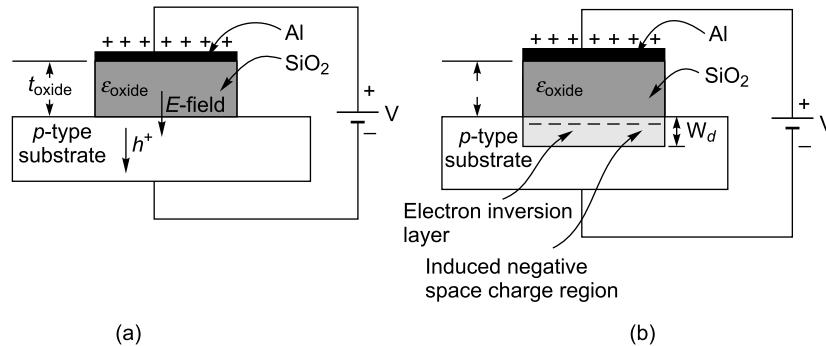 + + + + + + +
Al
SiO₂
t_oxide
ε_oxide
E-field
+
V
−
p-type
substrate
h⁺
(a)
+ + + + + + +
Al
SiO₂
ε_oxide
+
V
−
W_d
p-type
substrate
Electron inversion
layer
Induced negative
space charge region
(b)